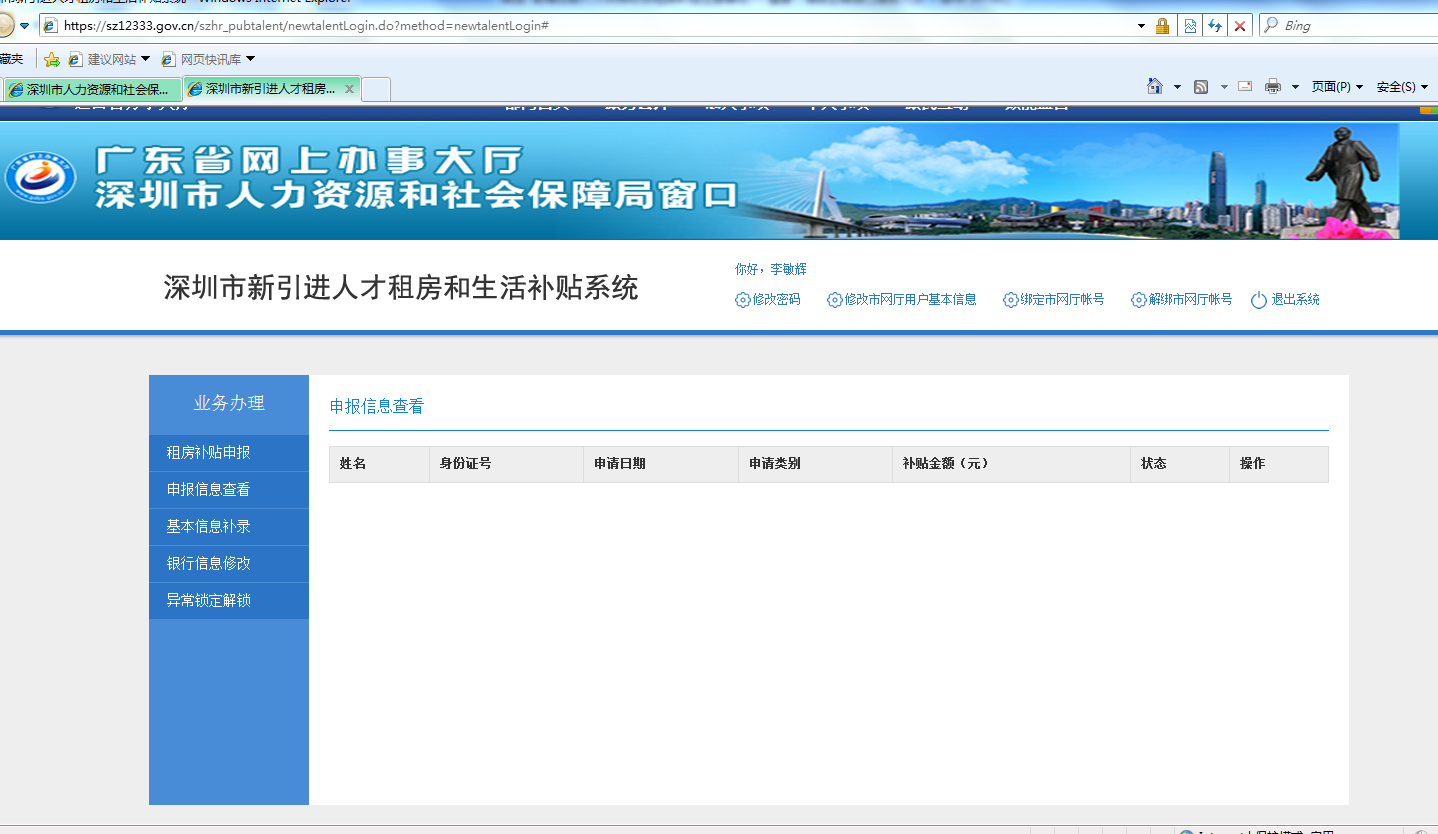 https://sz12333.gov.cn/szhr_pubtalent/newtalentLogin.do?method=newtalentLogin#
Bing
藏夹
建议网站
网页快讯库
深圳市人力资源和社会保...
深圳市新引进人才租房...
页面(P)
安全(S)
广东省网上办事大厅
深圳市人力资源和社会保障局窗口
深圳市新引进人才租房和生活补贴系统
你好，李敏辉
修改密码
修改市网厅用户基本信息
绑定市网厅帐号
解绑市网厅帐号
退出系统
业务办理
租房补贴申报
申报信息查看
基本信息补录
银行信息修改
异常锁定解锁
申报信息查看
姓名
身份证号
申请日期
申请类别
补贴金额（元）
状态
操作